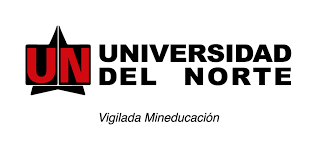 UN UNIVERSIDAD
DEL NORTE
Vigilada Mineducación